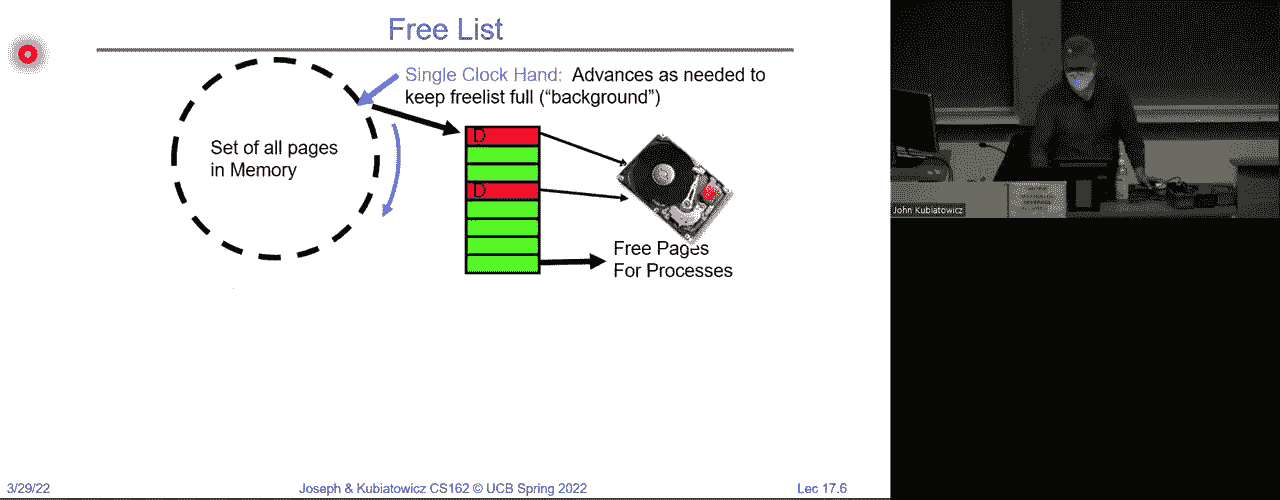 Free List
Single Clock Hand: Advances as needed to
keep freelist full ("background")
Set of all pages
in Memory
D
D
Free Pages
For Processes
3/29/22
Joseph & Kubiatowicz CS162 © UCB Spring 2022
Lec 17.6
John Kubiatowicz